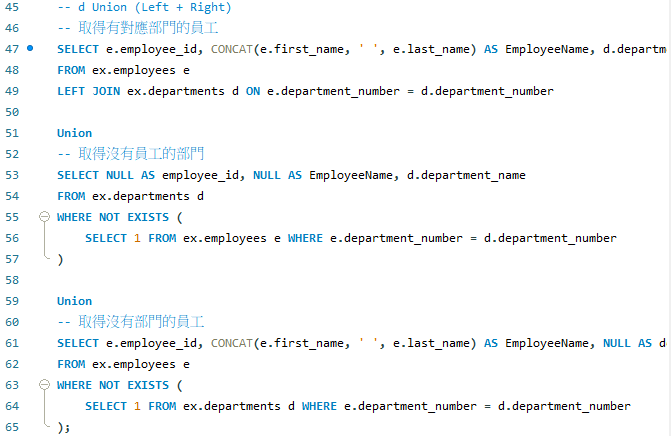 45 -- d Union (Left + Right)
46 -- 取得有對應部門的員工
47 SELECT e.employee_id, CONCAT(e.first_name, ' ', e.last_name) AS EmployeeName, d.departm
48 FROM ex.employees e
49 LEFT JOIN ex.departments d ON e.department_number = d.department_number
50
51 Union
52 -- 取得沒有員工的部門
53 SELECT NULL AS employee_id, NULL AS EmployeeName, d.department_name
54 FROM ex.departments d
55 WHERE NOT EXISTS (
56     SELECT 1 FROM ex.employees e WHERE e.department_number = d.department_number
57 )
58
59 Union
60 -- 取得沒有部門的員工
61 SELECT e.employee_id, CONCAT(e.first_name, ' ', e.last_name) AS EmployeeName, NULL AS d
62 FROM ex.employees e
63 WHERE NOT EXISTS (
64     SELECT 1 FROM ex.departments d WHERE e.department_number = d.department_number
65 );